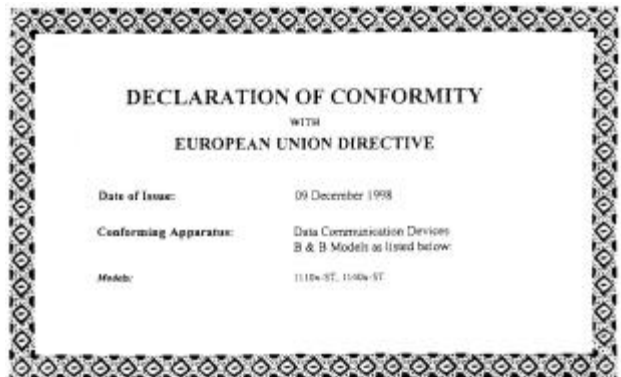 DECLARATION OF CONFORMITY
WITH
EUROPEAN UNION DIRECTIVE
Date of Issue: 09 December 1998
Conforming Apparatus: Data Communication Devices
B & B Models as listed below:
Models: